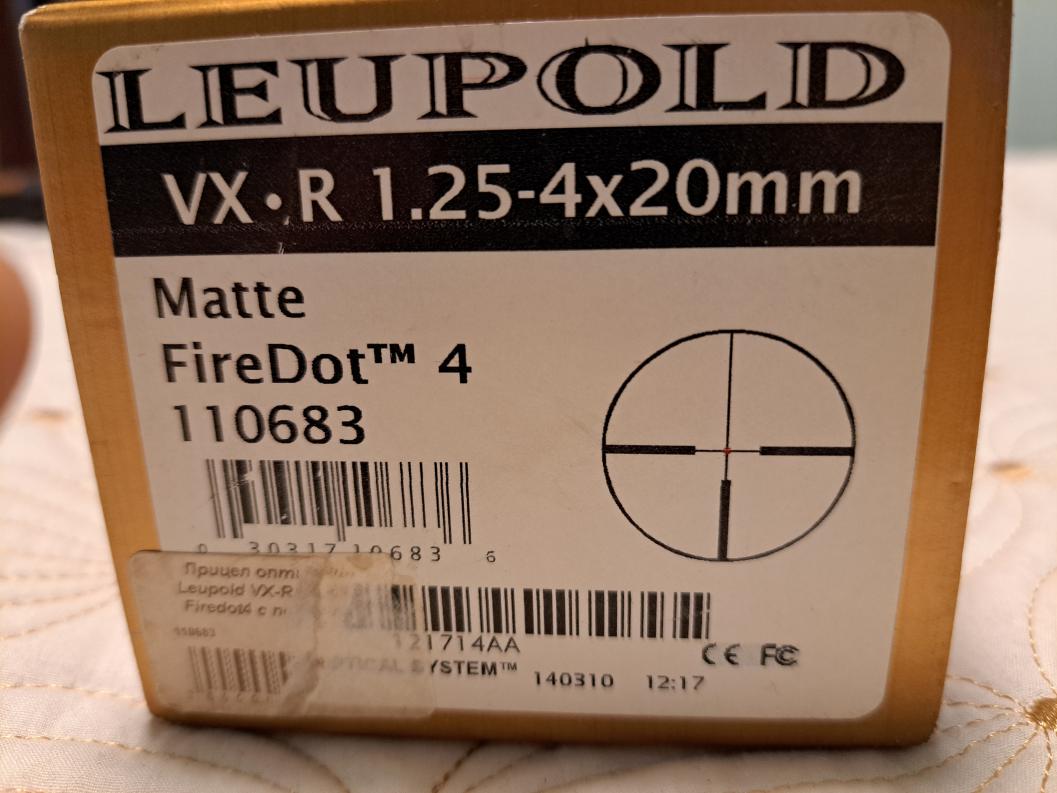 LEUPOLD
VX·R 1.25-4x20mm
Matte
FireDot™ 4
110683
0 30317 10683 6
Прицел
Leupold VX-R
Firedot4 с
110683
121714AA
OPTICAL SYSTEM™ 140310 12:17
CE FC